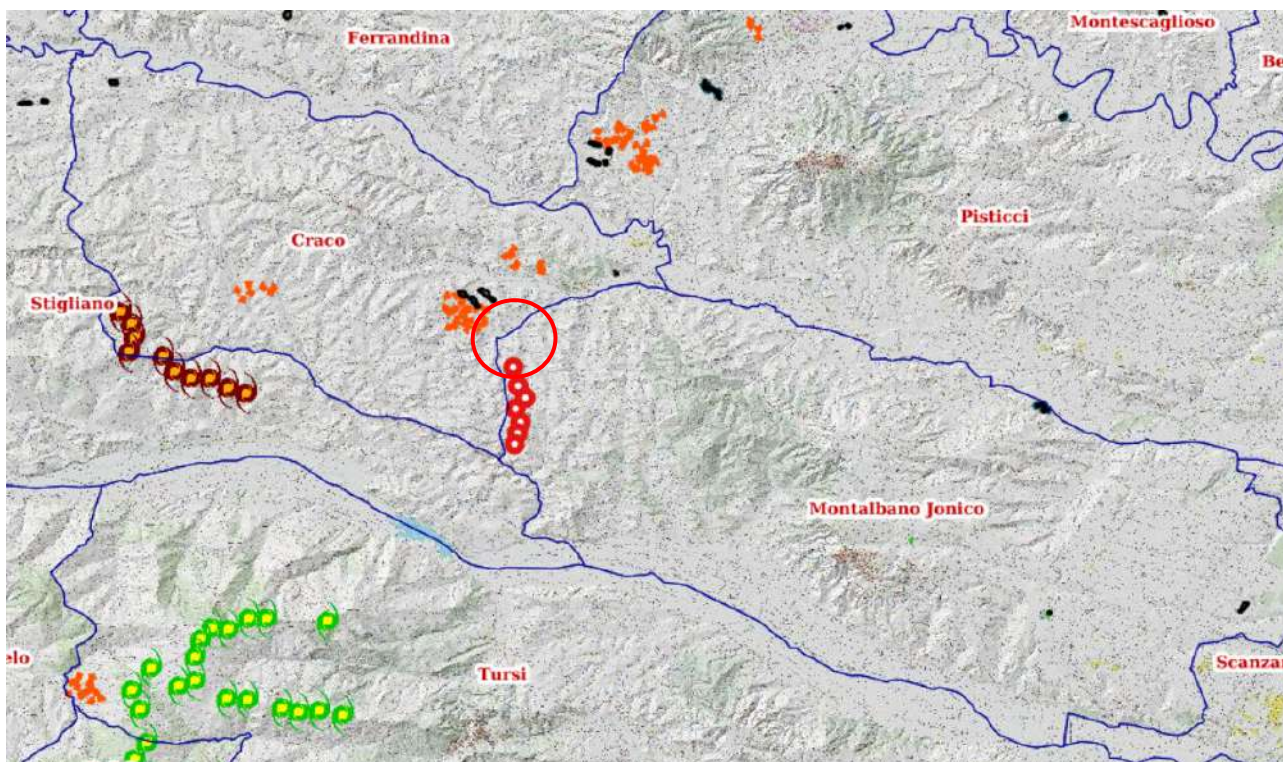 Montescaglioso
Ferrandina
Be
Pisticci
Craco
Stigliano
Montalbano Jonico
elo
Tursi
Scanza